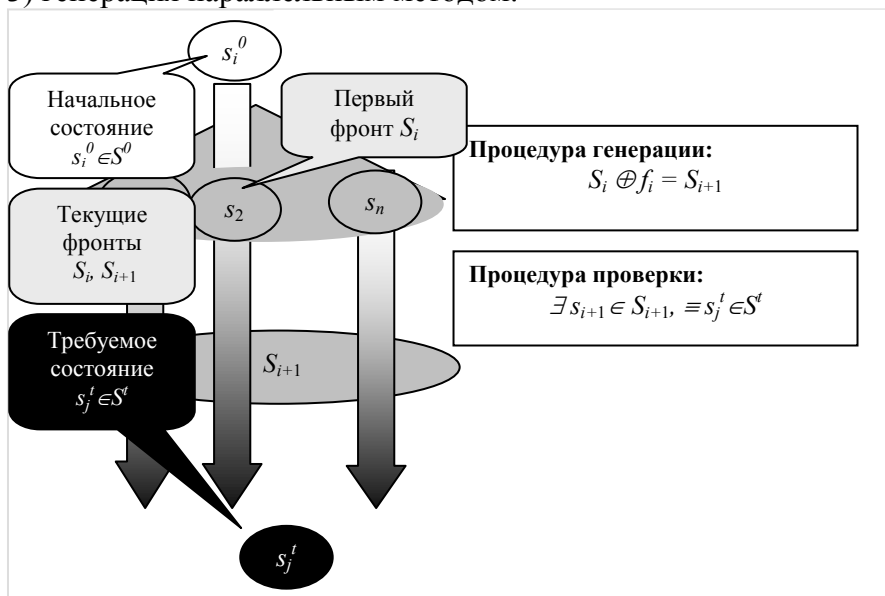 3) Генерация параллельным методом:
s_i^0
Начальное
состояние
s_i^0 ∈ S^0
Первый
фронт S_i
Процедура генерации:
S_i ⊕ f_i = S_{i+1}
Текущие
фронты
S_i, S_{i+1}
s_2
s_n
Процедура проверки:
∃ s_{i+1} ∈ S_{i+1}, ≡ s_j^t ∈ S^t
Требуемое
состояние
s_j^t ∈ S^t
S_{i+1}
s_j^t